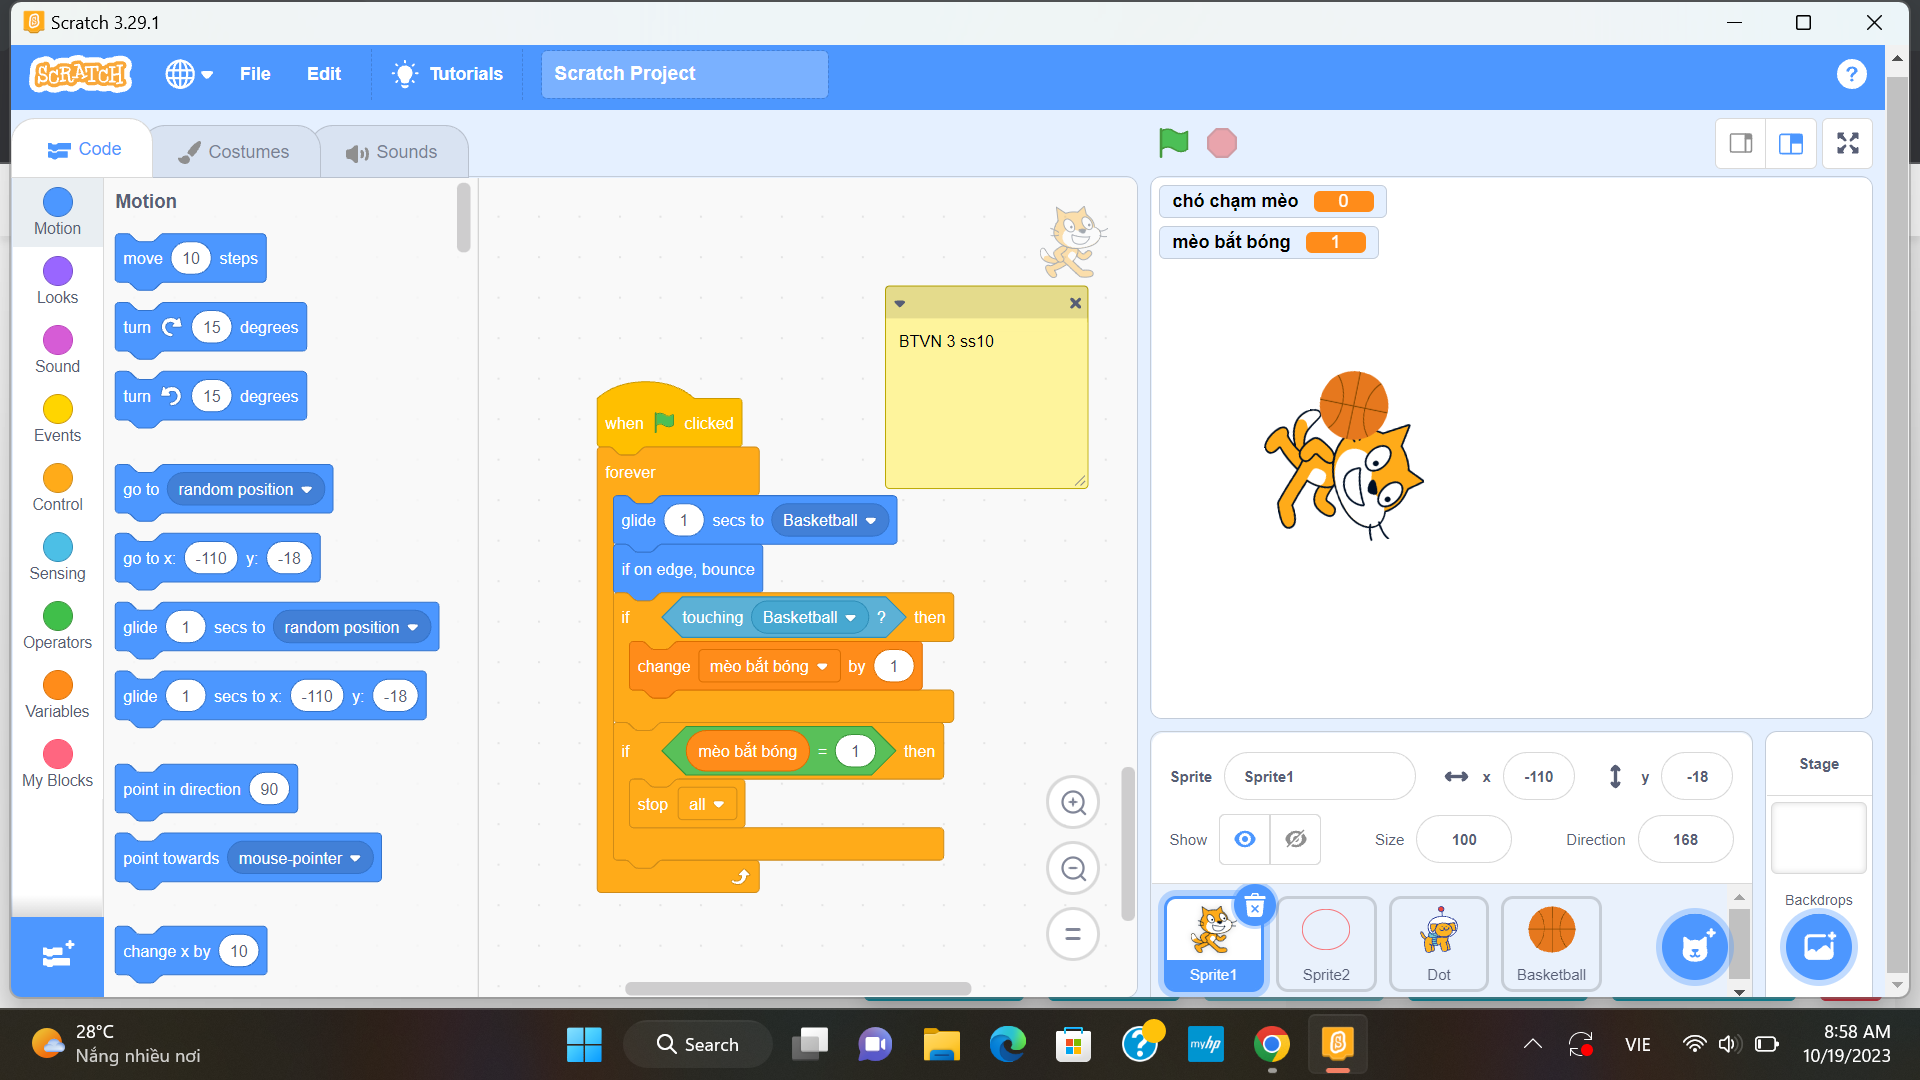 Scratch 3.29.1
SCRATCH
File
Edit
Tutorials
Scratch Project
?
Code
Costumes
Sounds
Motion
Looks
Sound
Events
Control
Sensing
Operators
Variables
My Blocks
Motion
move 10 steps
turn 15 degrees
turn 15 degrees
go to random position
go to x: -110 y: -18
glide 1 secs to random position
glide 1 secs to x: -110 y: -18
point in direction 90
point towards mouse-pointer
change x by 10
BTVN 3 ss10
when clicked
forever
glide 1 secs to Basketball
if on edge, bounce
if touching Basketball ? then
change mèo bắt bóng by 1
if mèo bắt bóng = 1 then
stop all
chó chạm mèo 0
mèo bắt bóng 1
Sprite Sprite1 x -110 y -18
Show Size 100 Direction 168
Sprite1
Sprite2
Dot
Basketball
Stage
Backdrops
28°C
Nắng nhiều nơi
Search
myhp
VIE
8:58 AM
10/19/2023